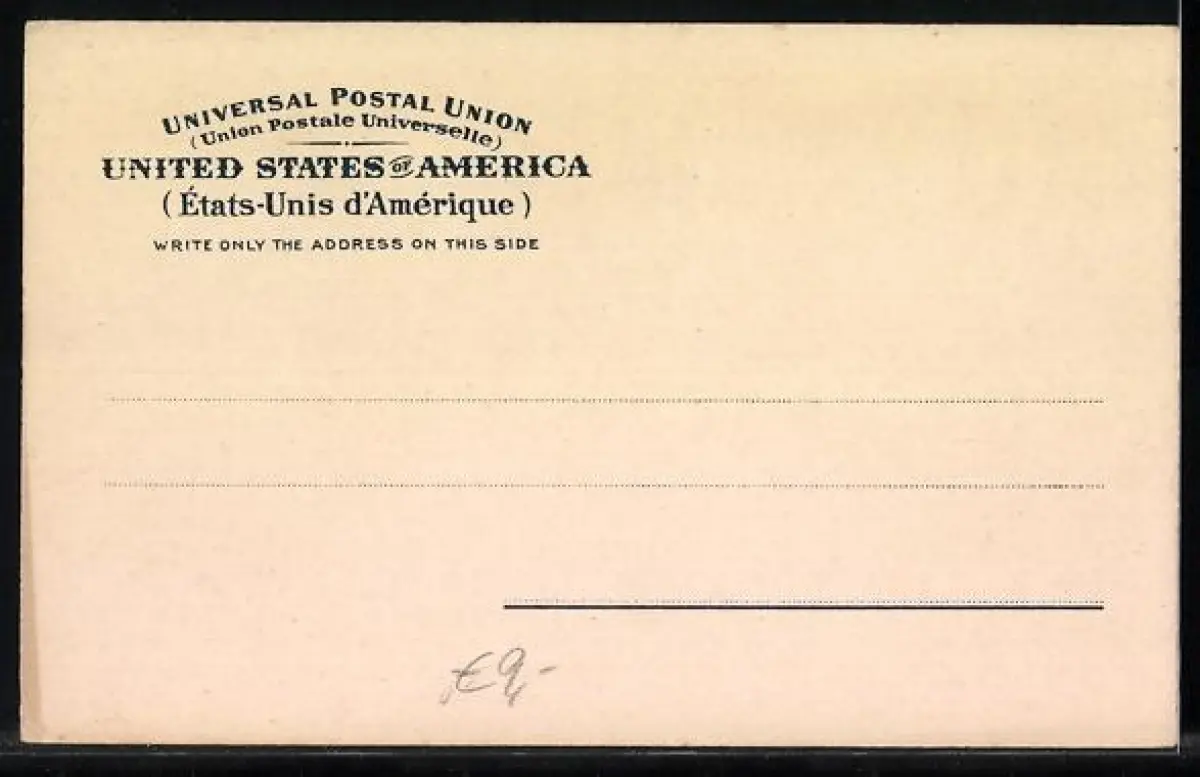 UNIVERSAL POSTAL UNION
(Union Postale Universelle)
UNITED STATES OF AMERICA
(États-Unis d'Amérique)
WRITE ONLY THE ADDRESS ON THIS SIDE
€9,-